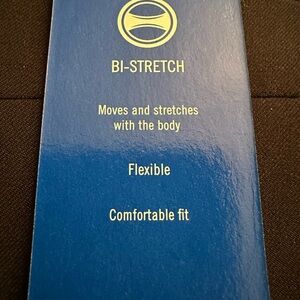 BI-STRETCH
Moves and stretches
with the body
Flexible
Comfortable fit